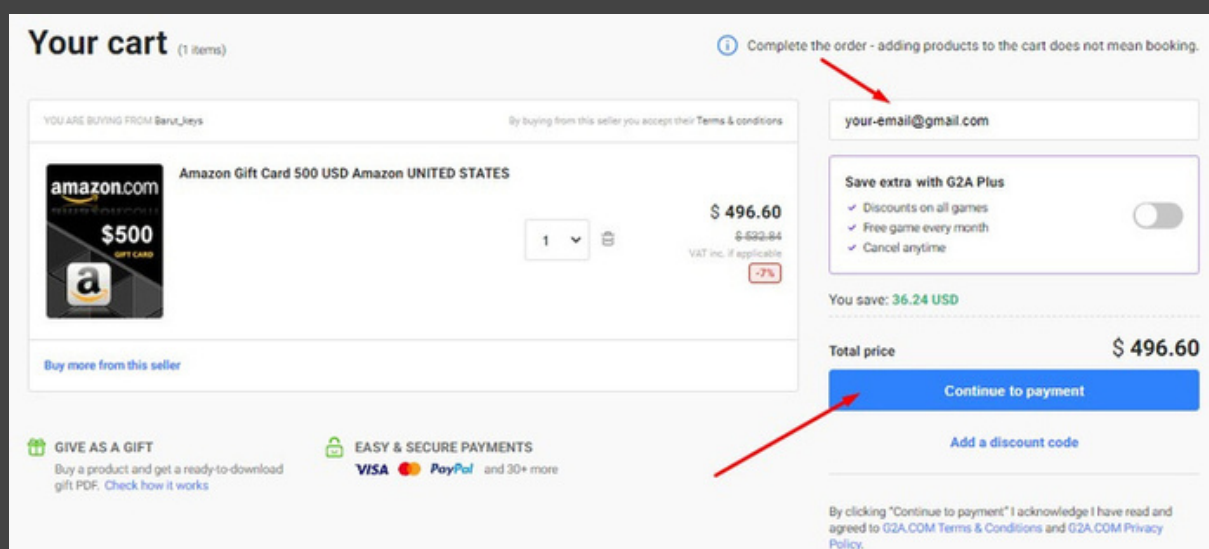 Your cart (1 items)
Complete the order - adding products to the cart does not mean booking.
YOU ARE BUYING FROM Barut_keys
By buying from this seller you accept their Terms & conditions
amazon.com
$500
GIFT CARD
a
Amazon Gift Card 500 USD Amazon UNITED STATES
1
$ 496.60
$ 532.84
VAT inc. if applicable
-7%
Buy more from this seller
GIVE AS A GIFT
Buy a product and get a ready-to-download
gift PDF. Check how it works
EASY & SECURE PAYMENTS
VISA PayPal and 30+ more
your-email@gmail.com
Save extra with G2A Plus
Discounts on all games
Free game every month
Cancel anytime
You save: 36.24 USD
Total price $ 496.60
Continue to payment
Add a discount code
By clicking "Continue to payment" I acknowledge I have read and
agreed to G2A.COM Terms & Conditions and G2A.COM Privacy
Policy.